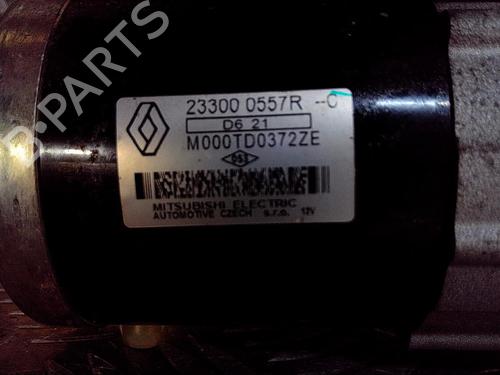 B-PARTS
23300 0557R --C
D6 21
M000TD0372ZE
MITSUBISHI ELECTRIC
AUTOMOTIVE CZECH s.r.o. 12V